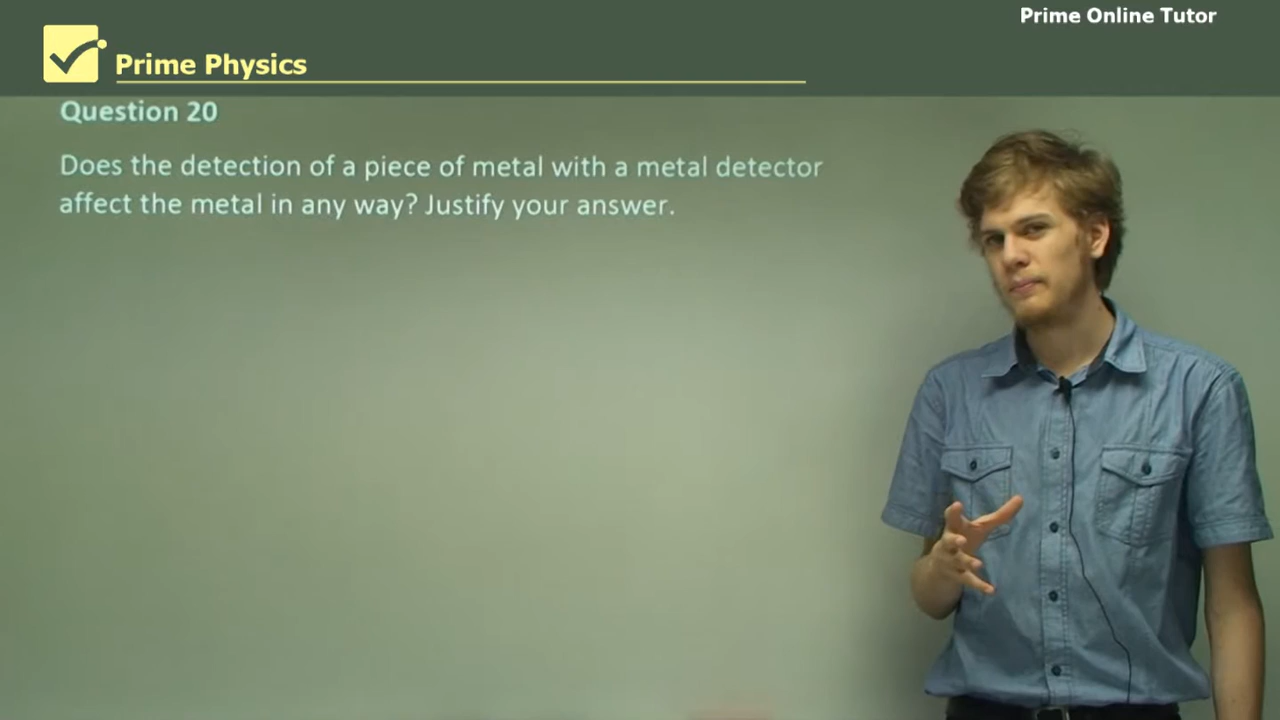 Prime Online Tutor
Prime Physics
Question 20
Does the detection of a piece of metal with a metal detector
affect the metal in any way? Justify your answer.